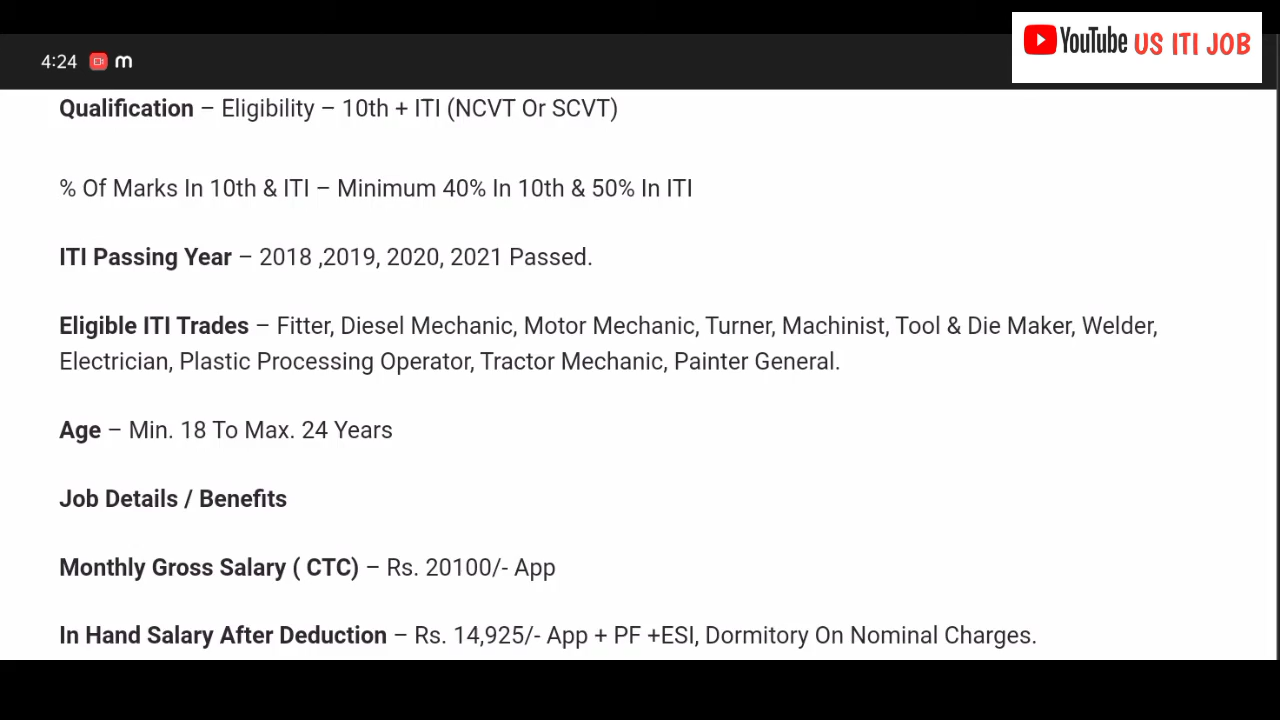 YouTube US ITI JOB
4:24 m
Qualification – Eligibility – 10th + ITI (NCVT Or SCVT)
% Of Marks In 10th & ITI – Minimum 40% In 10th & 50% In ITI
ITI Passing Year – 2018 ,2019, 2020, 2021 Passed.
Eligible ITI Trades – Fitter, Diesel Mechanic, Motor Mechanic, Turner, Machinist, Tool & Die Maker, Welder,
Electrician, Plastic Processing Operator, Tractor Mechanic, Painter General.
Age – Min. 18 To Max. 24 Years
Job Details / Benefits
Monthly Gross Salary ( CTC) – Rs. 20100/- App
In Hand Salary After Deduction – Rs. 14,925/- App + PF +ESI, Dormitory On Nominal Charges.